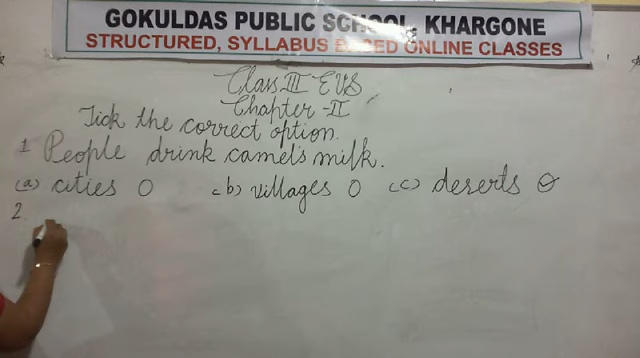 GOKULDAS PUBLIC SCHOOL, KHARGONE
STRUCTURED, SYLLABUS BASED ONLINE CLASSES
Class III EVS
Chapter-II
Tick the correct option.
1 People drink camel's milk.
(a) cities O (b) villages O (c) deserts O
2.